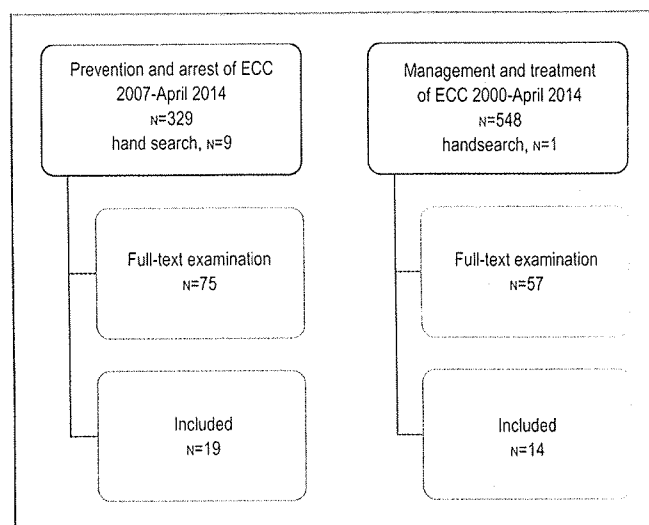 Prevention and arrest of ECC
2007-April 2014
N=329
hand search, N=9
Full-text examination
N=75
Included
N=19
Management and treatment
of ECC 2000-April 2014
N=548
handsearch, N=1
Full-text examination
N=57
Included
N=14